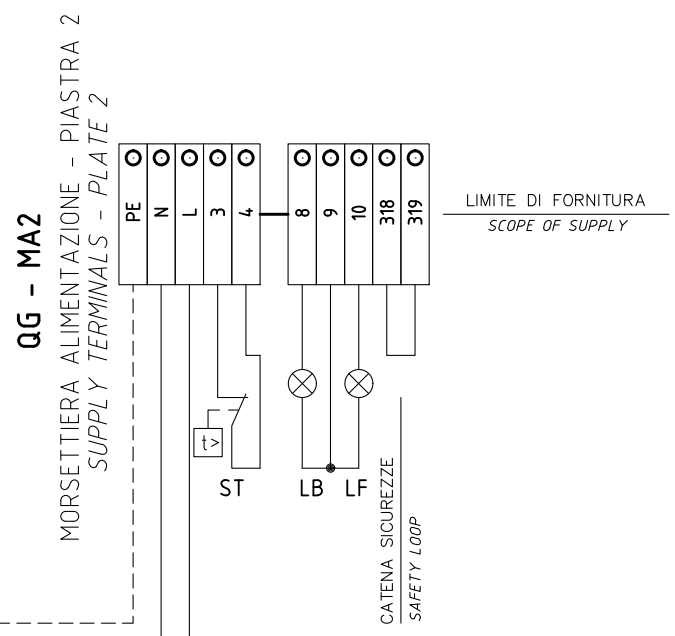 QG - MA2
MORSETTIERA ALIMENTAZIONE - PIASTRA 2
SUPPLY TERMINALS - PLATE 2
PE N L 3 4 8 9 10 318 319
LIMITE DI FORNITURA
SCOPE OF SUPPLY
t>
ST LB LF
CATENA SICUREZZE
SAFETY LOOP